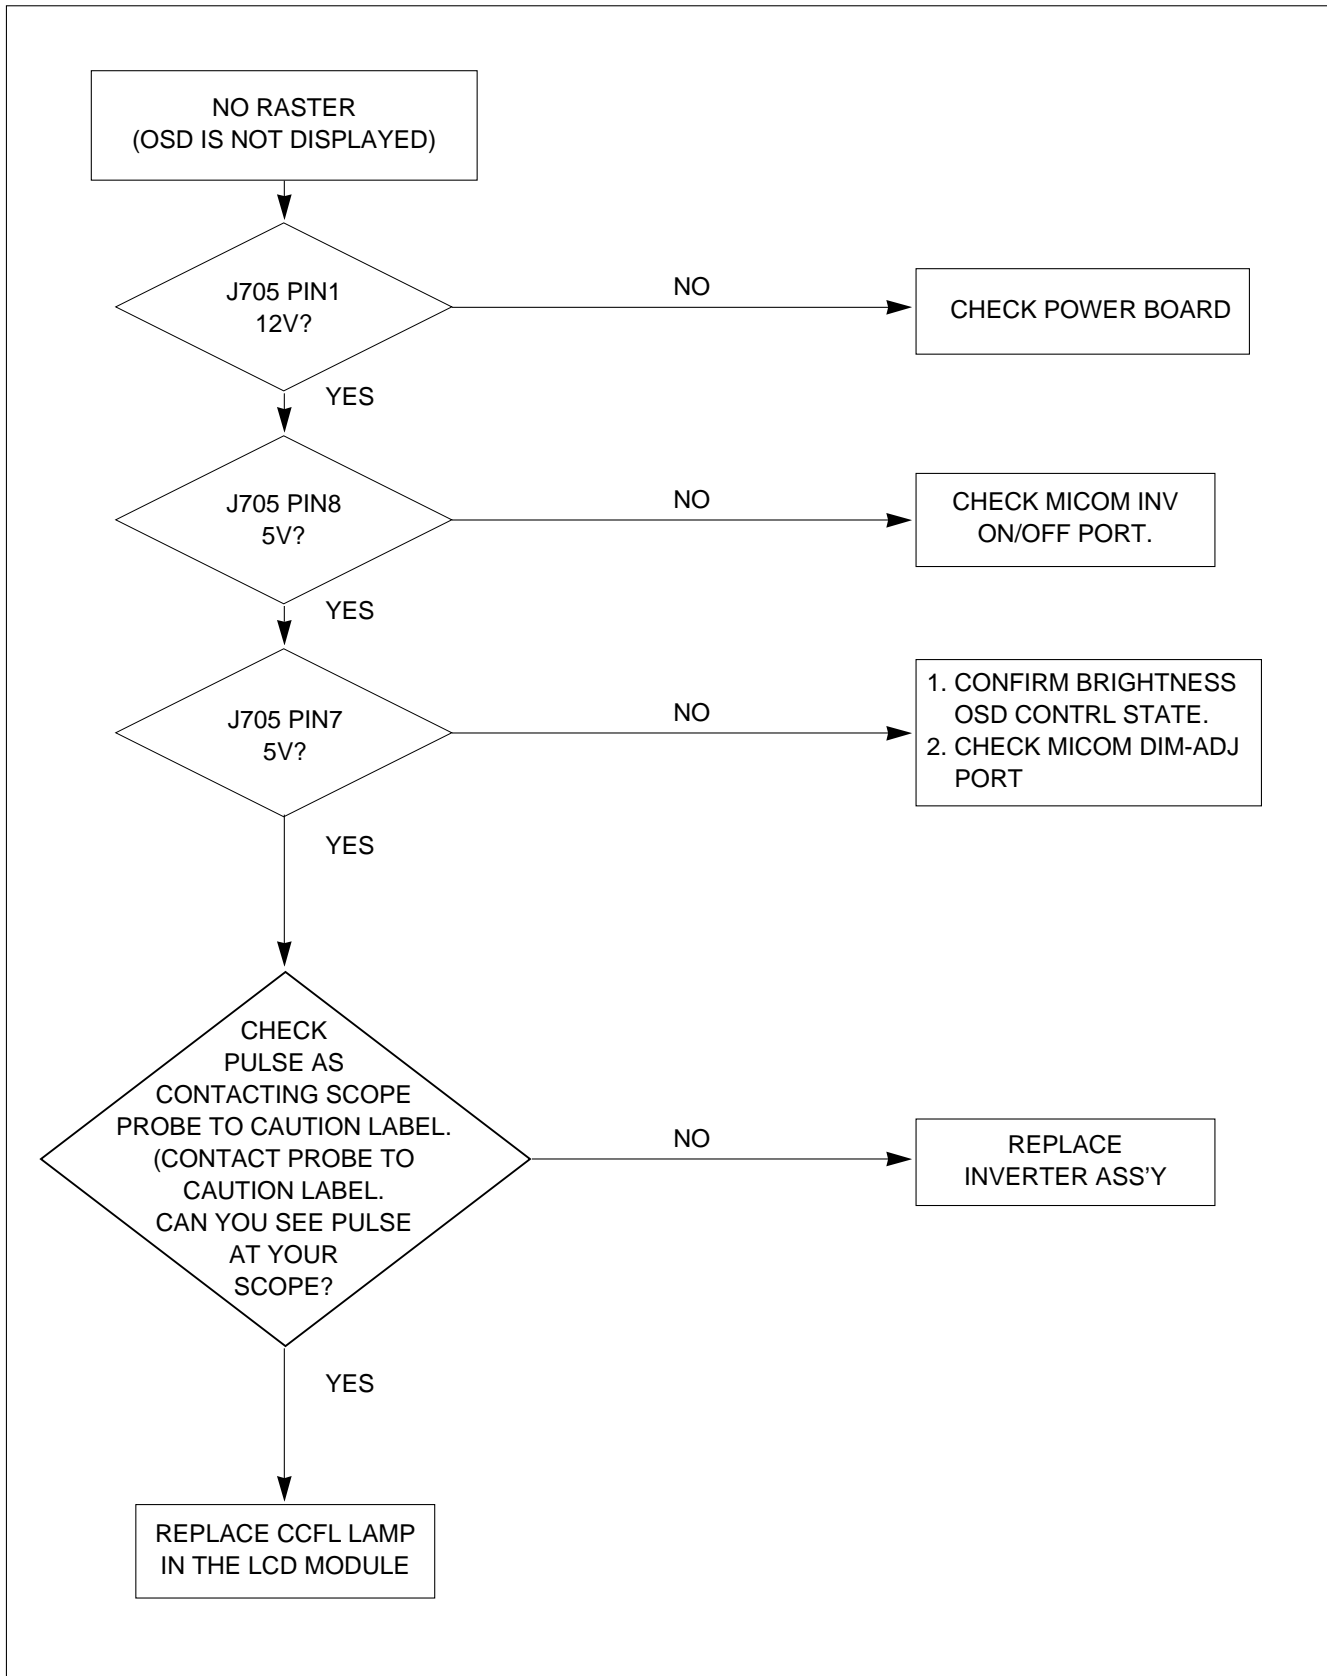 NO RASTER
(OSD IS NOT DISPLAYED)
J705 PIN1
12V?
NO
CHECK POWER BOARD
YES
J705 PIN8
5V?
NO
CHECK MICOM INV
ON/OFF PORT.
YES
J705 PIN7
5V?
NO
1. CONFIRM BRIGHTNESS
OSD CONTRL STATE.
2. CHECK MICOM DIM-ADJ
PORT
YES
CHECK
PULSE AS
CONTACTING SCOPE
PROBE TO CAUTION LABEL.
(CONTACT PROBE TO
CAUTION LABEL.
CAN YOU SEE PULSE
AT YOUR
SCOPE?
NO
REPLACE
INVERTER ASS'Y
YES
REPLACE CCFL LAMP
IN THE LCD MODULE